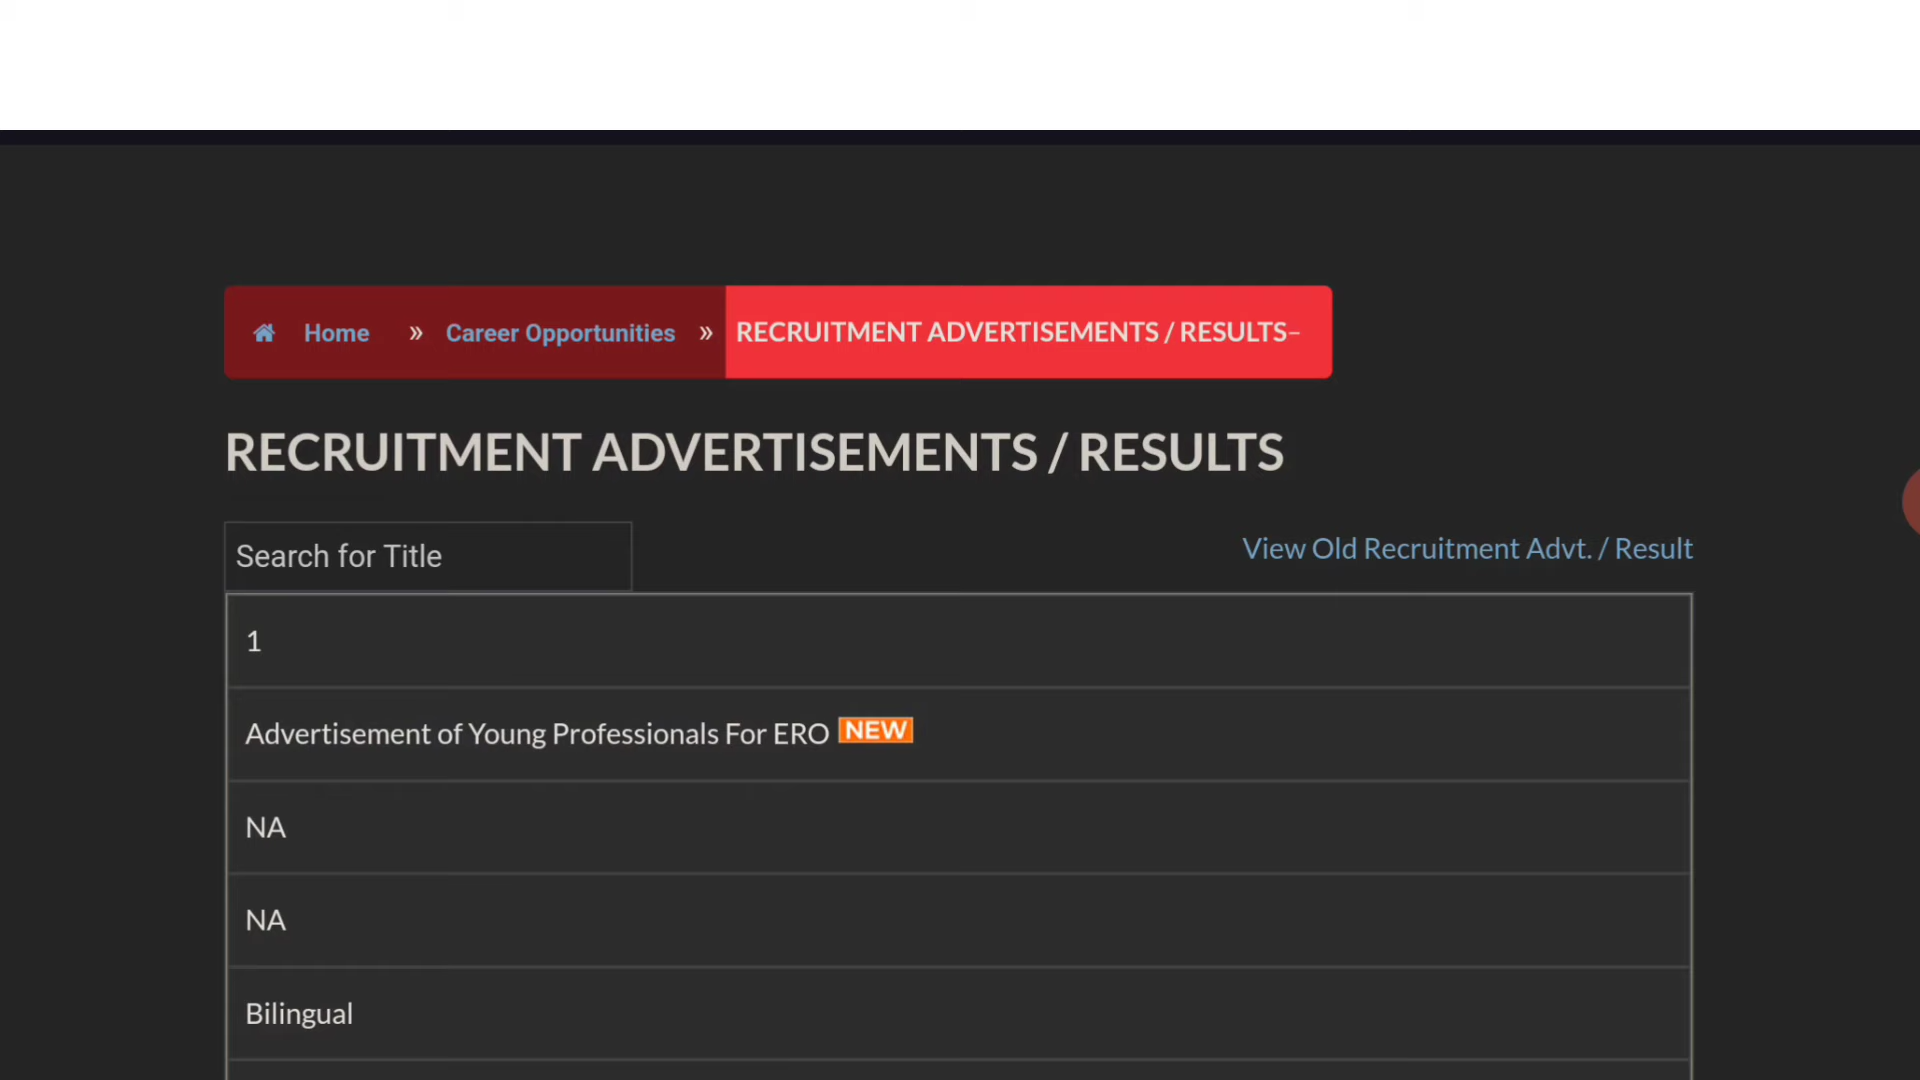 Home » Career Opportunities » RECRUITMENT ADVERTISEMENTS / RESULTS–
RECRUITMENT ADVERTISEMENTS / RESULTS
Search for Title
View Old Recruitment Advt. / Result
1
Advertisement of Young Professionals For ERO NEW
NA
NA
Bilingual